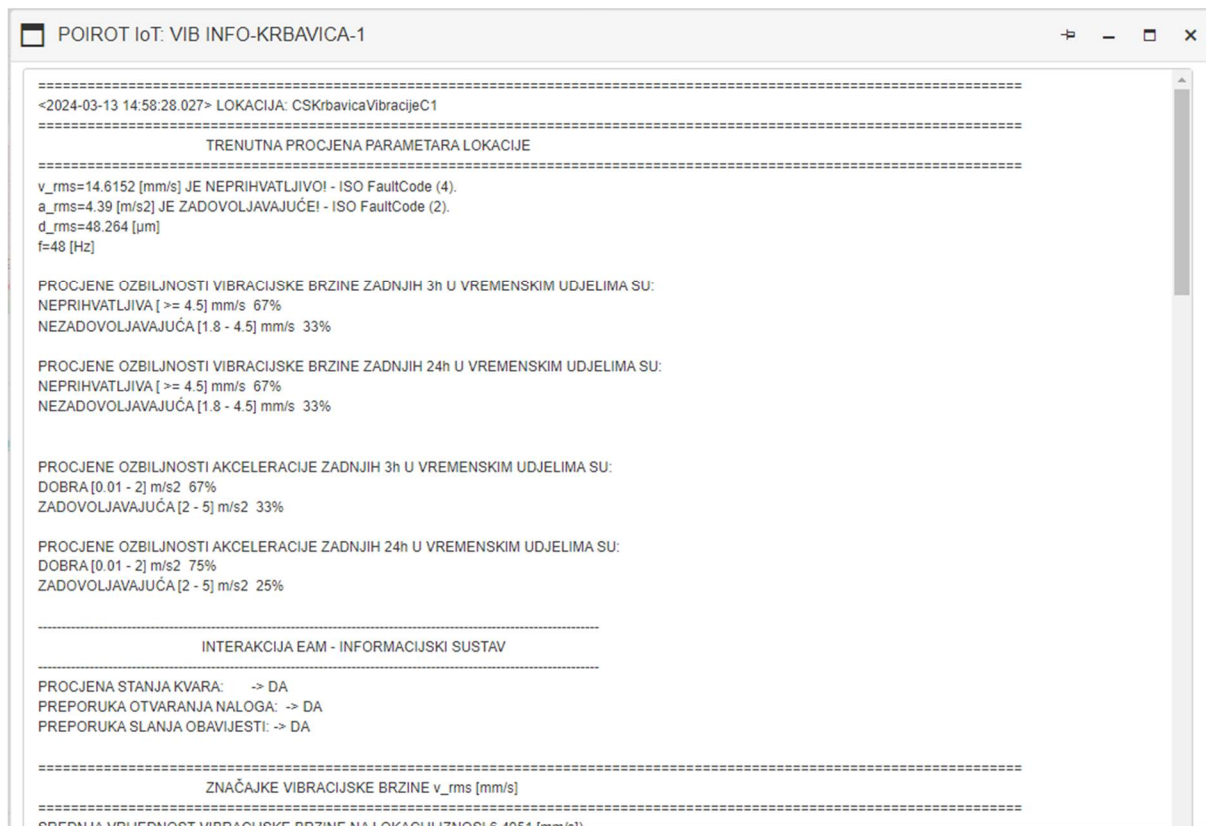 POIROT IoT: VIB INFO-KRBAVICA-1
========================================================================================================================
<2024-03-13 14:58:28.027> LOKACIJA: CSKrbavicaVibracijeC1
========================================================================================================================
TRENUTNA PROCJENA PARAMETARA LOKACIJE
========================================================================================================================
v_rms=14.6152 [mm/s] JE NEPRIHVATLJIVO! - ISO FaultCode (4).
a_rms=4.39 [m/s2] JE ZADOVOLJAVAJUĆE! - ISO FaultCode (2).
d_rms=48.264 [µm]
f=48 [Hz]
PROCJENE OZBILJNOSTI VIBRACIJSKE BRZINE ZADNJIH 3h U VREMENSKIM UDJELIMA SU:
NEPRIHVATLJIVA [ >= 4.5] mm/s 67%
NEZADOVOLJAVAJUĆA [1.8 - 4.5] mm/s 33%
PROCJENE OZBILJNOSTI VIBRACIJSKE BRZINE ZADNJIH 24h U VREMENSKIM UDJELIMA SU:
NEPRIHVATLJIVA [ >= 4.5] mm/s 67%
NEZADOVOLJAVAJUĆA [1.8 - 4.5] mm/s 33%
PROCJENE OZBILJNOSTI AKCELERACIJE ZADNJIH 3h U VREMENSKIM UDJELIMA SU:
DOBRA [0.01 - 2] m/s2 67%
ZADOVOLJAVAJUĆA [2 - 5] m/s2 33%
PROCJENE OZBILJNOSTI AKCELERACIJE ZADNJIH 24h U VREMENSKIM UDJELIMA SU:
DOBRA [0.01 - 2] m/s2 75%
ZADOVOLJAVAJUĆA [2 - 5] m/s2 25%
------------------------------------------------------------------------------------------------------------------------
INTERAKCIJA EAM - INFORMACIJSKI SUSTAV
------------------------------------------------------------------------------------------------------------------------
PROCJENA STANJA KVARA: -> DA
PREPORUKA OTVARANJA NALOGA: -> DA
PREPORUKA SLANJA OBAVIJESTI: -> DA
========================================================================================================================
ZNAČAJKE VIBRACIJSKE BRZINE v_rms [mm/s]
========================================================================================================================
SREDNJA VRIJEDNOST VIBRACIJSKE BRZINE NA LOKACIJI IZNOSI